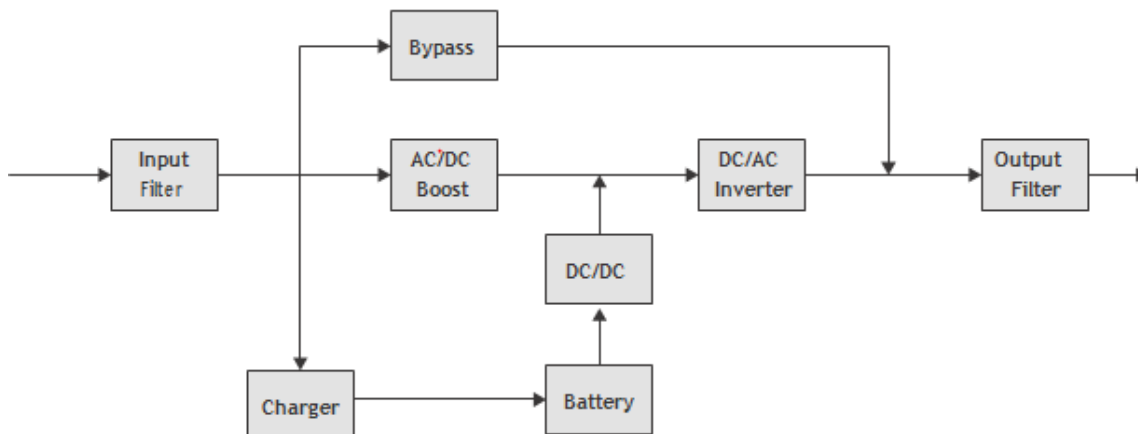 Bypass
Input
Filter
AC/DC
Boost
DC/AC
Inverter
Output
Filter
DC/DC
Charger
Battery